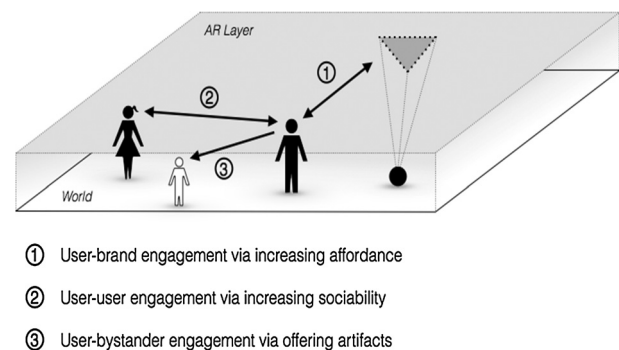 AR Layer
①
②
③
World
① User-brand engagement via increasing affordance
② User-user engagement via increasing sociability
③ User-bystander engagement via offering artifacts